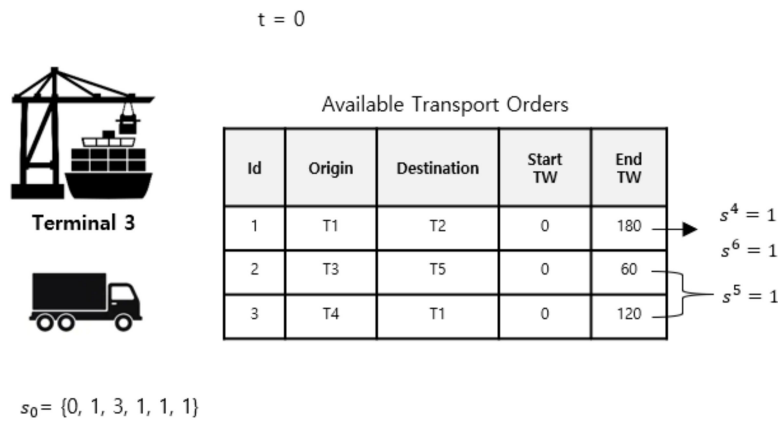 t = 0
Available Transport Orders
Id Origin Destination Start TW End TW
1 T1 T2 0 180
2 T3 T5 0 60
3 T4 T1 0 120
Terminal 3
s⁴ = 1
s⁶ = 1
s⁵ = 1
s₀= {0, 1, 3, 1, 1, 1}